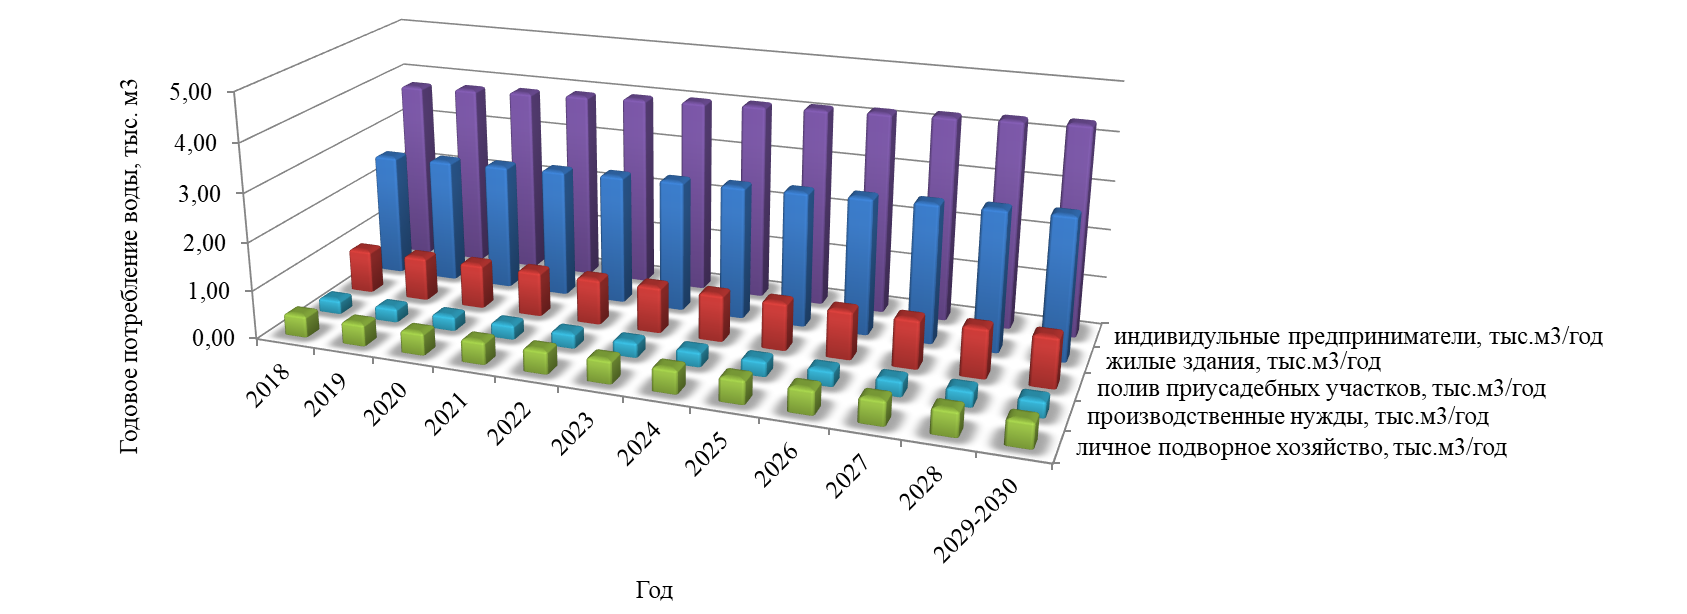 Годовое потребление воды, тыс. м3
5,00
4,00
3,00
2,00
1,00
0,00
2018
2019
2020
2021
2022
2023
2024
2025
2026
2027
2028
2029-2030
Год
индивидульные предприниматели, тыс.м3/год
жилые здания, тыс.м3/год
полив приусадебных участков, тыс.м3/год
производственные нужды, тыс.м3/год
личное подворное хозяйство, тыс.м3/год